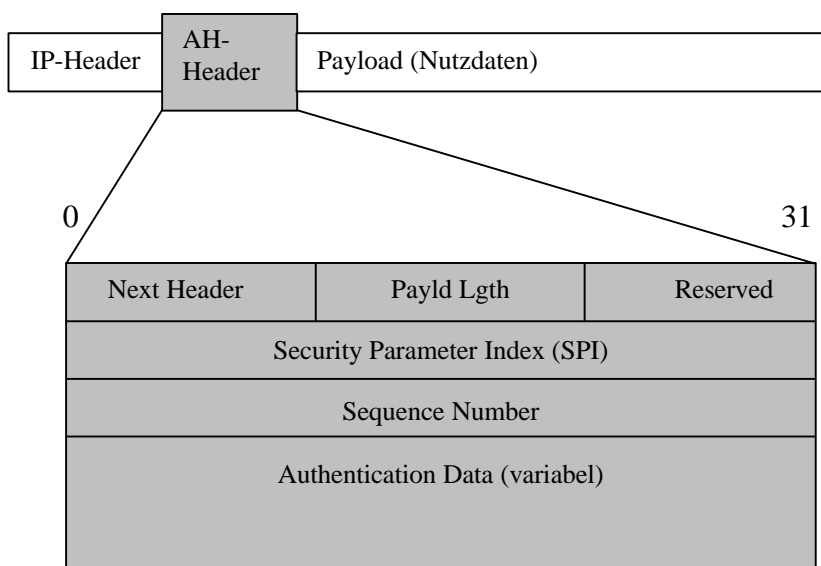 IP-Header
AH-
Header
Payload (Nutzdaten)
0
31
Next Header
Payld Lgth
Reserved
Security Parameter Index (SPI)
Sequence Number
Authentication Data (variabel)